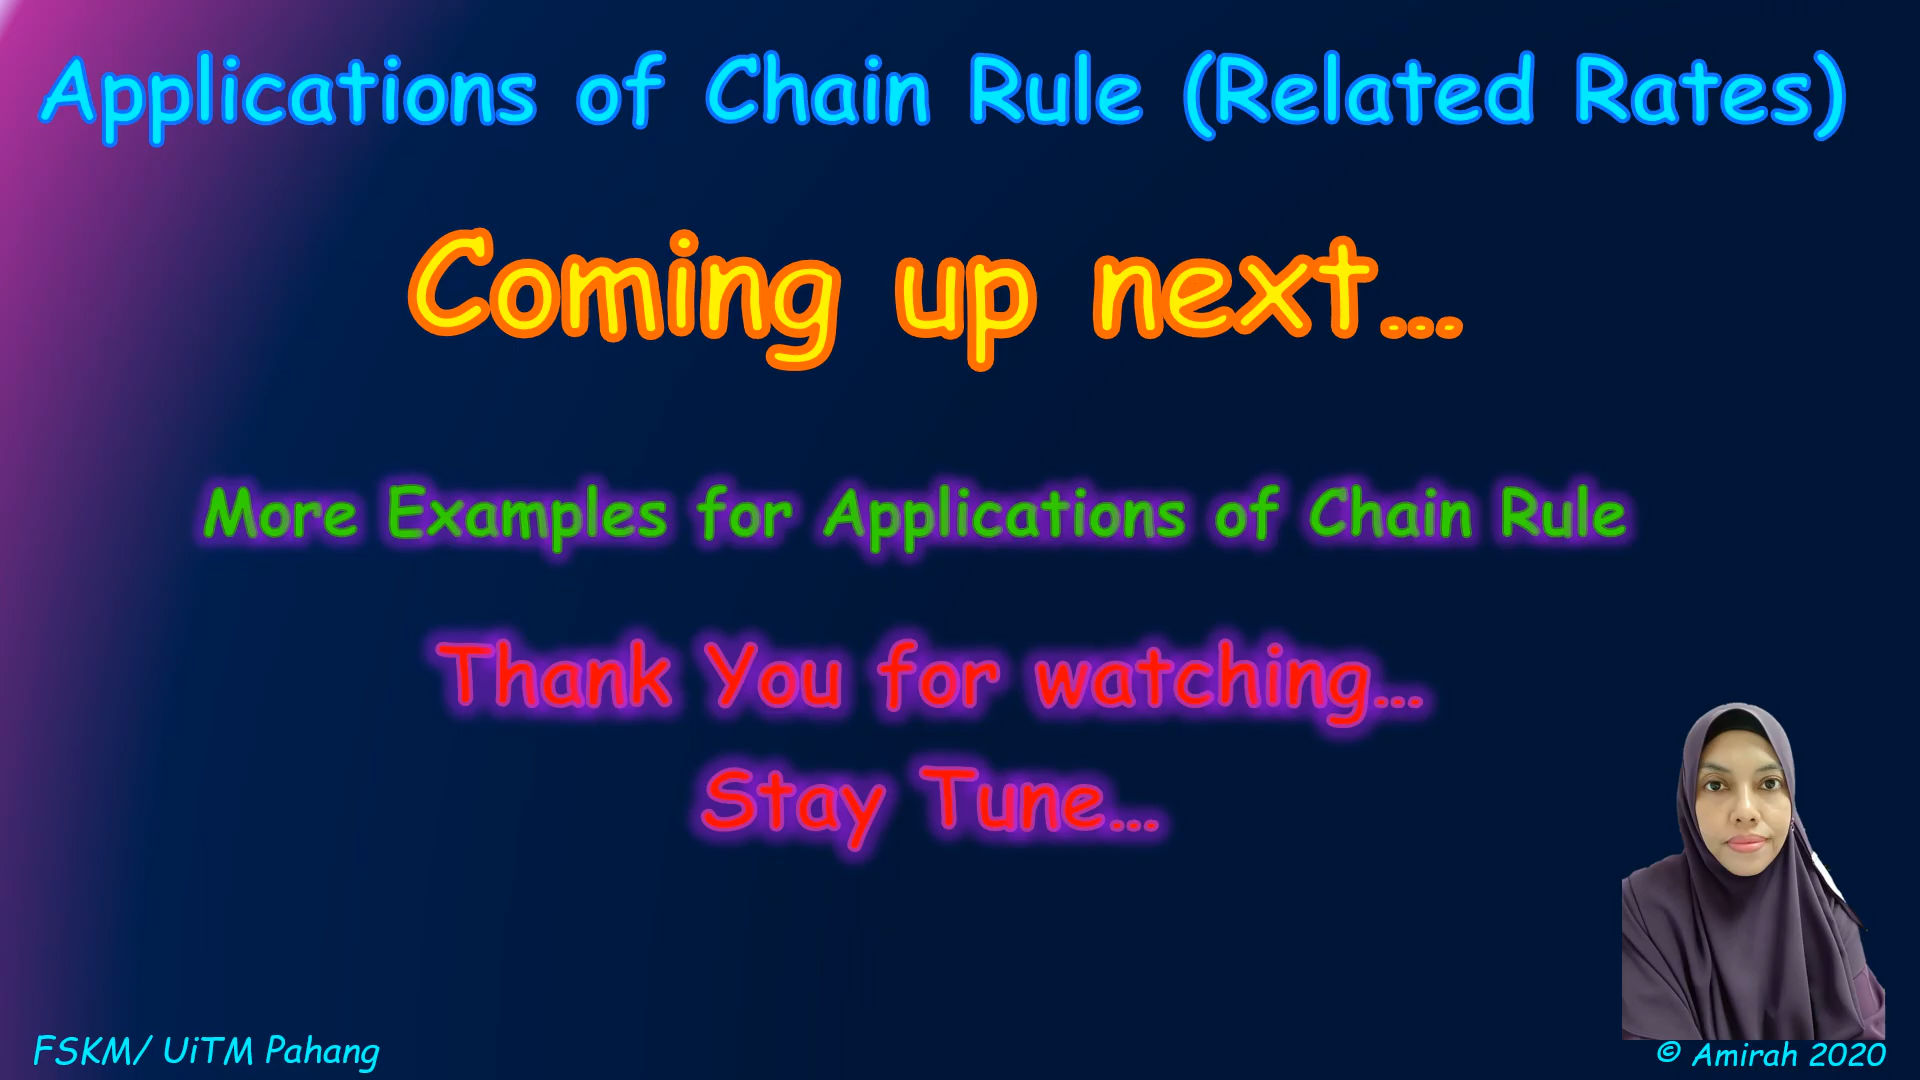 Applications of Chain Rule (Related Rates)
Coming up next...
More Examples for Applications of Chain Rule
Thank You for watching...
Stay Tune...
FSKM/ UiTM Pahang
© Amirah 2020